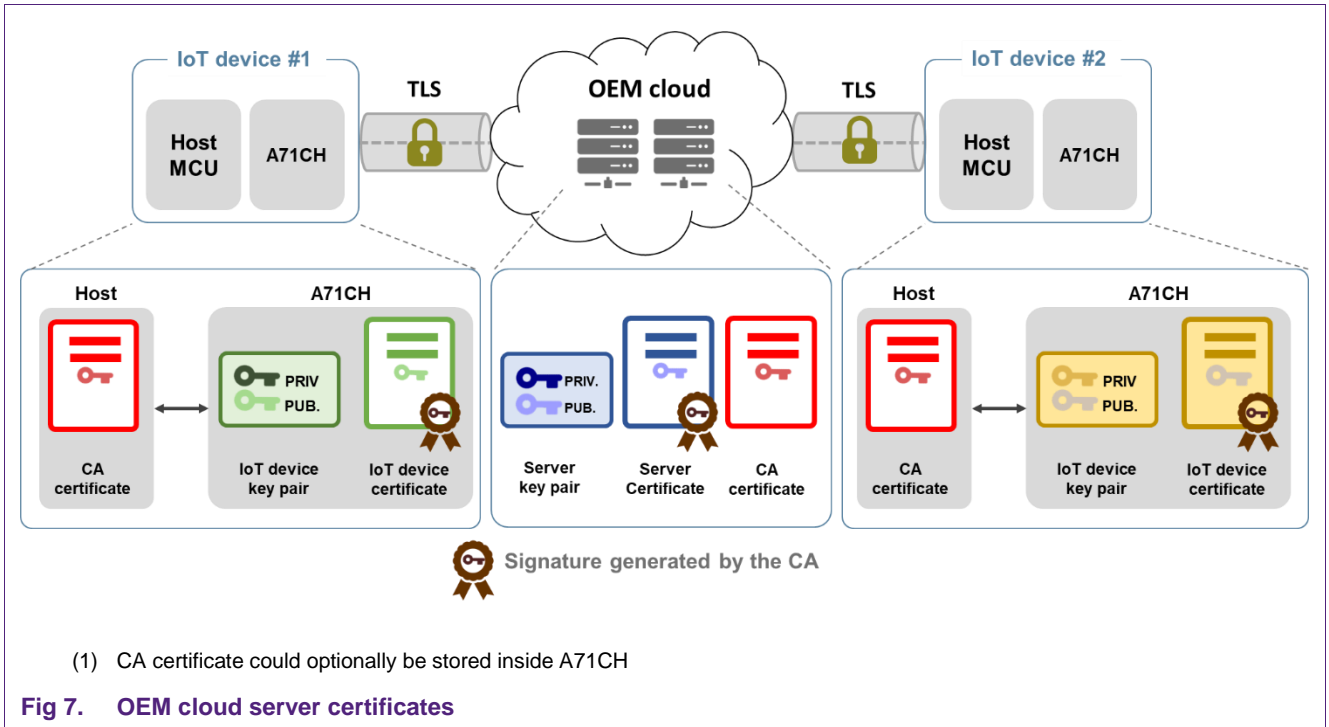 IoT device #1
Host
MCU
A71CH
TLS
OEM cloud
TLS
IoT device #2
Host
MCU
A71CH
Host
A71CH
PRIV
PUB.
CA
certificate
IoT device
key pair
IoT device
certificate
PRIV.
PUB.
Server
key pair
Server
Certificate
CA
certificate
Host
A71CH
PRIV
PUB.
CA
certificate
IoT device
key pair
IoT device
certificate
Signature generated by the CA
(1) CA certificate could optionally be stored inside A71CH
Fig 7. OEM cloud server certificates